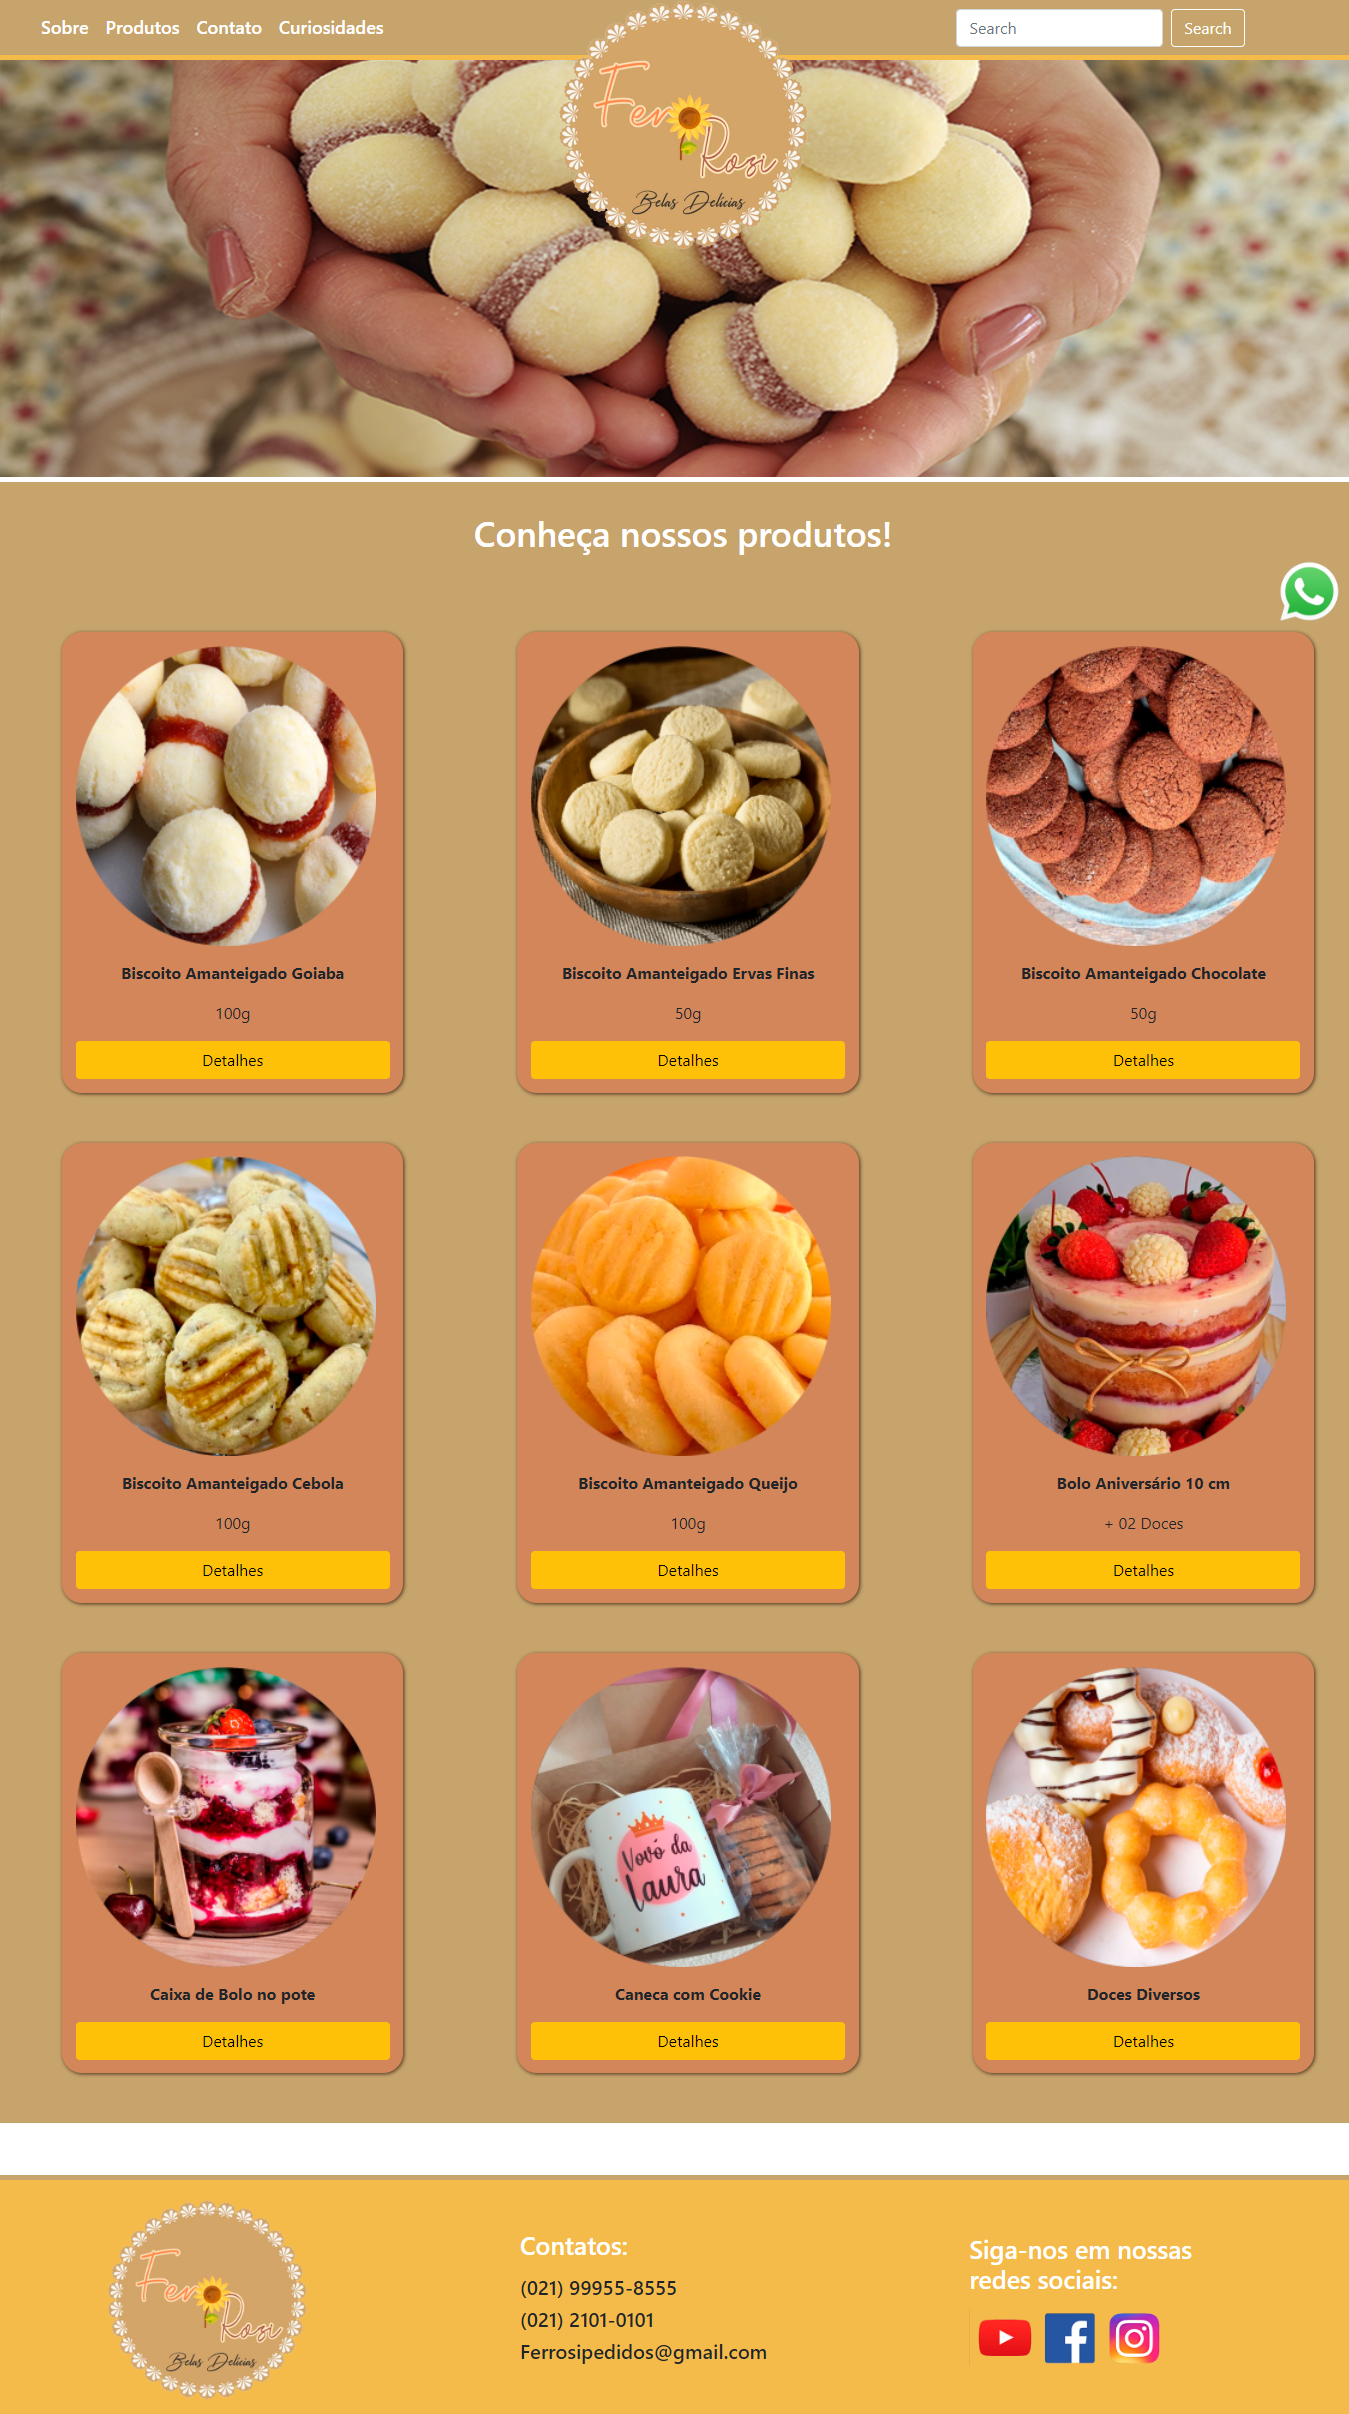 Sobre Produtos Contato Curiosidades
Search Search
Fer Rosi
Belas Delícias
Conheça nossos produtos!
Biscoito Amanteigado Goiaba
100g
Detalhes
Biscoito Amanteigado Ervas Finas
50g
Detalhes
Biscoito Amanteigado Chocolate
50g
Detalhes
Biscoito Amanteigado Cebola
100g
Detalhes
Biscoito Amanteigado Queijo
100g
Detalhes
Bolo Aniversário 10 cm
+ 02 Doces
Detalhes
Caixa de Bolo no pote
Detalhes
Vovó da
Laura
Caneca com Cookie
Detalhes
Doces Diversos
Detalhes
Fer Rosi
Belas Delícias
Contatos:
(021) 99955-8555
(021) 2101-0101
Ferrosipedidos@gmail.com
Siga-nos em nossas
redes sociais: